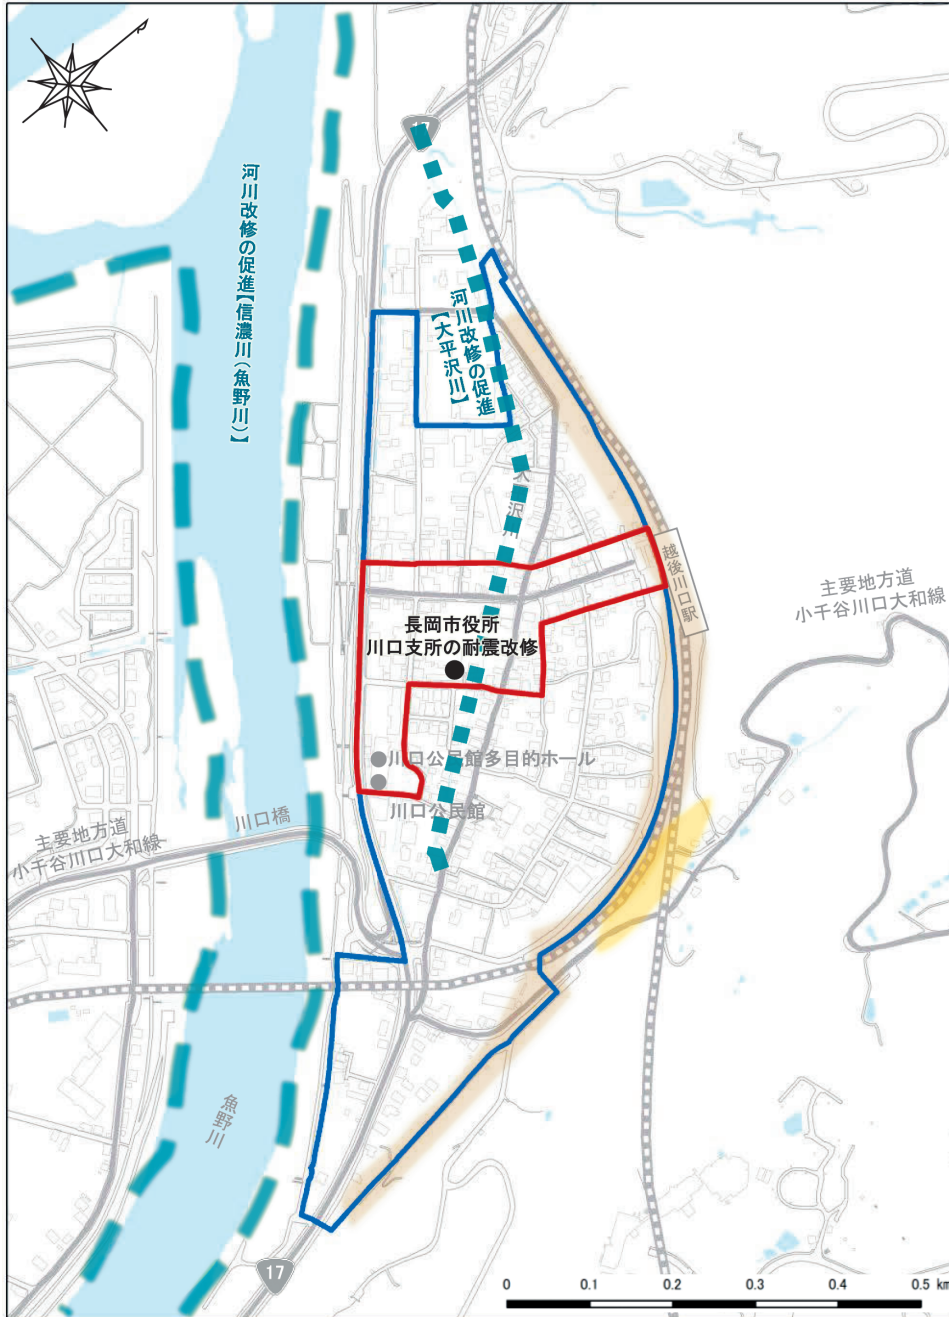 河川改修の促進【信濃川（魚野川）】
河川改修の促進
【大平沢川】
沢川
越後川口駅
主要地方道
小千谷川口大和線
長岡市役所
川口支所の耐震改修
川口公民館多目的ホール
川口公民館
川口橋
主要地方道
小千谷川口大和線
魚野川
17
0 0.1 0.2 0.3 0.4 0.5 km